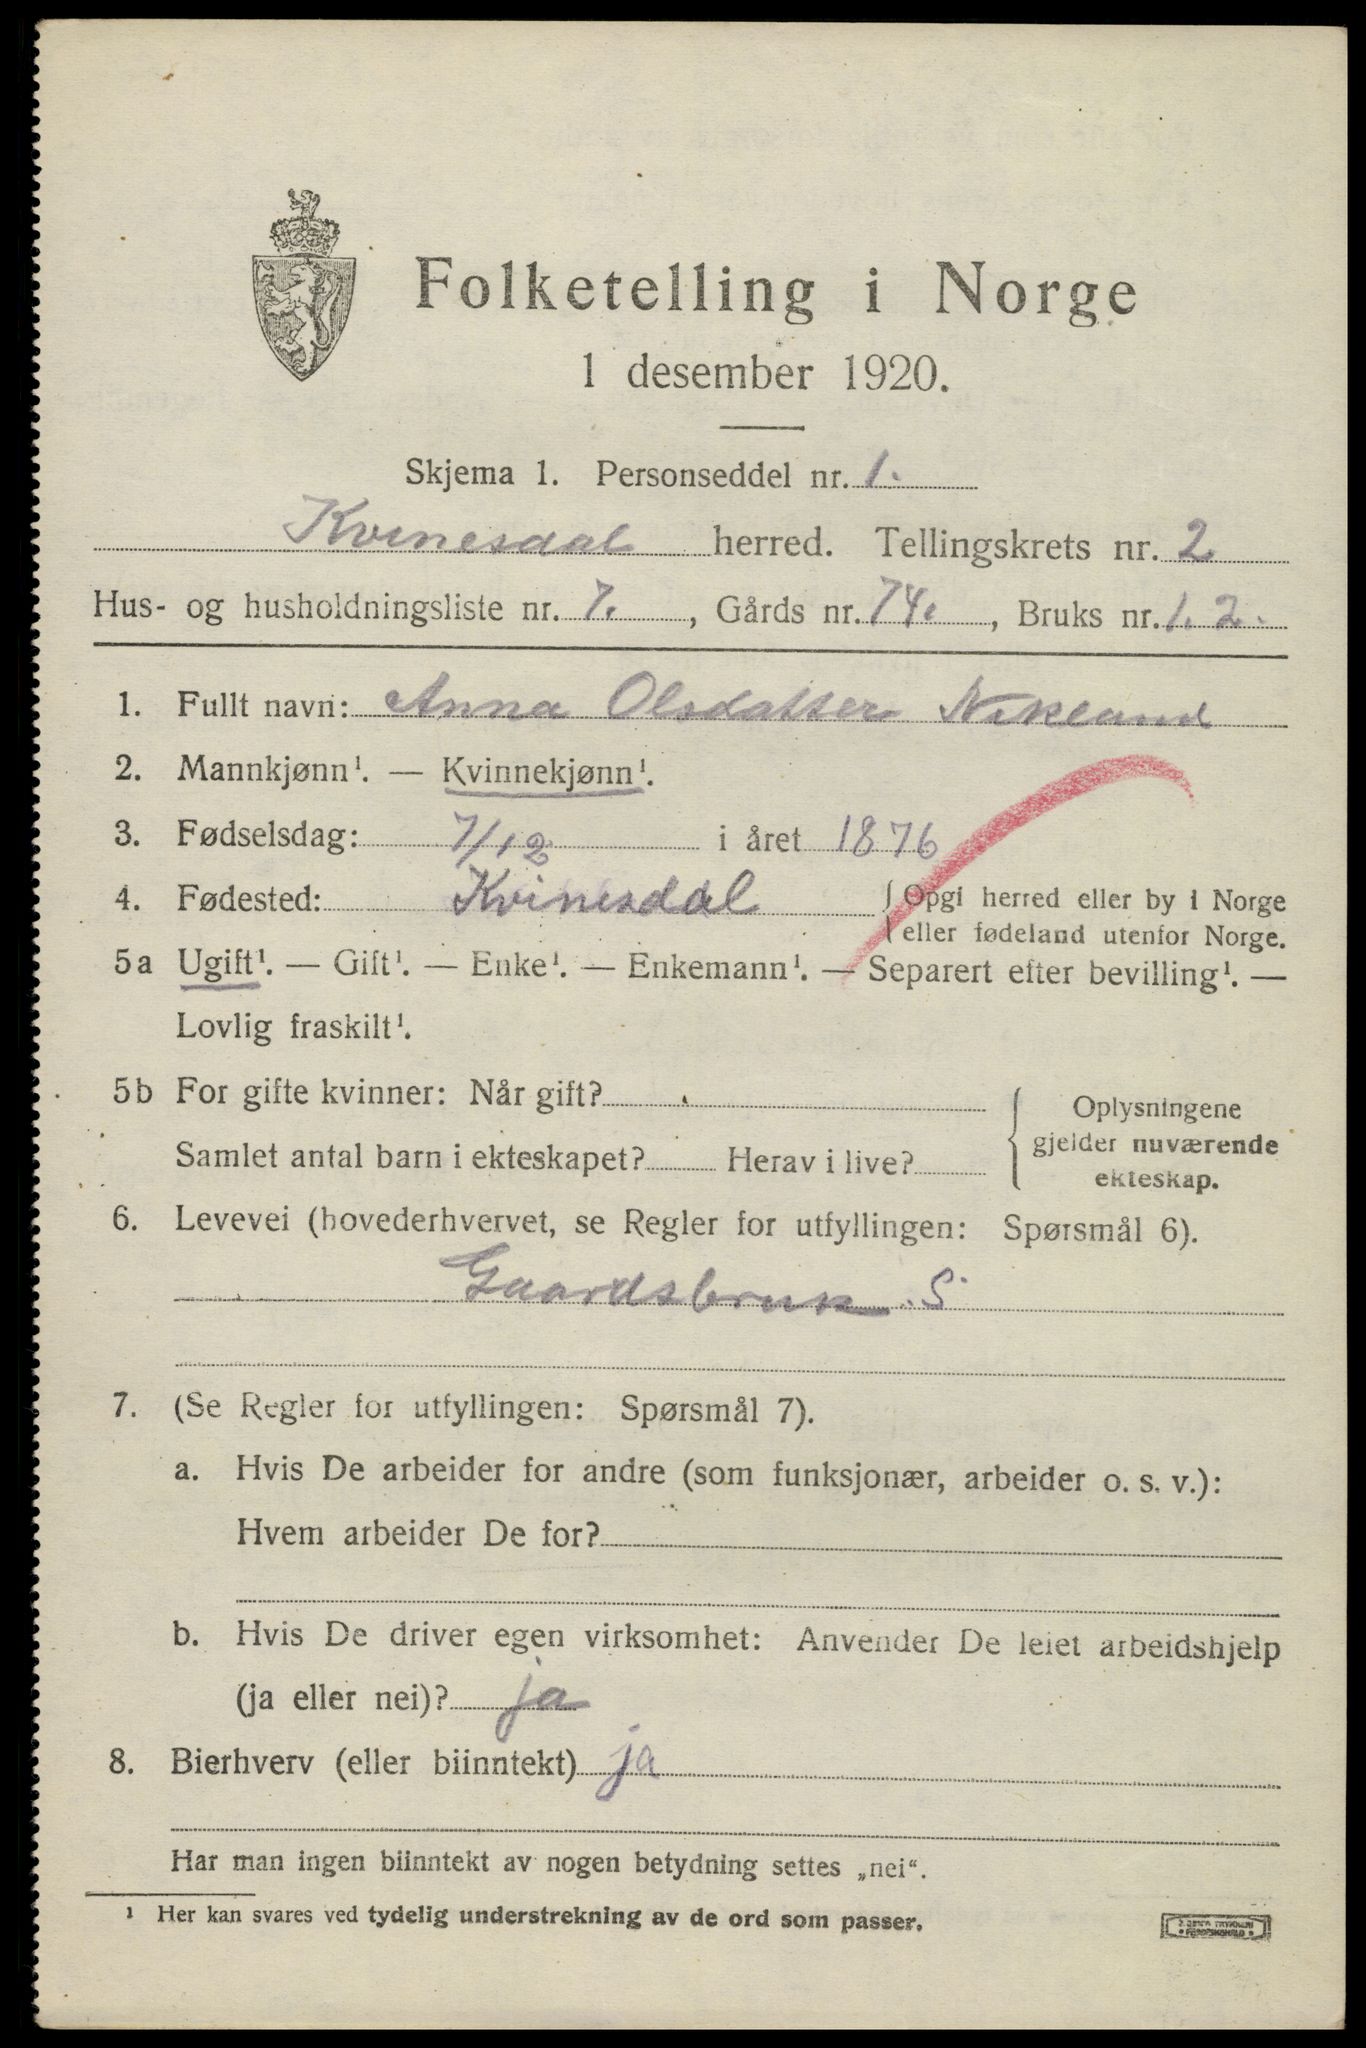 Folketelling i Norge
1 desember 1920.
Skjema 1. Personseddel nr. 1.
Kvinesdal herred. Tellingskrets nr. 2
Hus- og husholdningsliste nr. 7. , Gårds nr. 74. , Bruks nr. 1.2.
1. Fullt navn: Anna Olsdatter
2. Mannkjønn¹. — Kvinnekjønn¹.
3. Fødselsdag: 7/12 i året 1876
4. Fødested: Kvinesdal { Opgi herred eller by i Norge
eller fødeland utenfor Norge.
5a Ugift¹. — Gift¹. — Enke¹. — Enkemann¹. — Separert efter bevilling¹. —
Lovlig fraskilt¹.
5b For gifte kvinner: Når gift?
Samlet antal barn i ekteskapet? Herav i live?
{ Oplysningene
gjelder nuværende
ekteskap.
6. Levevei (hovederhvervet, se Regler for utfyllingen: Spørsmål 6).
Gaardsbruk. S
7. (Se Regler for utfyllingen: Spørsmål 7).
a. Hvis De arbeider for andre (som funksjonær, arbeider o. s. v.):
Hvem arbeider De for?
b. Hvis De driver egen virksomhet: Anvender De leiet arbeidshjelp
(ja eller nei)? ja
8. Bierhverv (eller biinntekt) ja
Har man ingen biinntekt av nogen betydning settes „nei“.
¹ Her kan svares ved tydelig understrekning av de ord som passer.